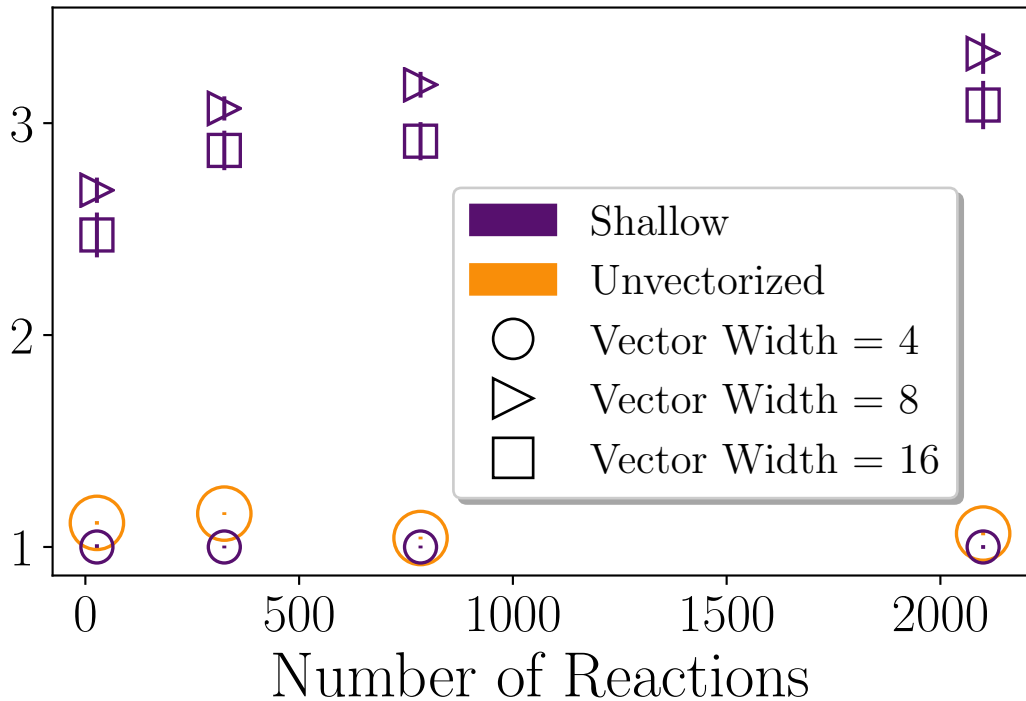 3
2
1
Shallow
Unvectorized
Vector Width = 4
Vector Width = 8
Vector Width = 16
0 500 1000 1500 2000
Number of Reactions